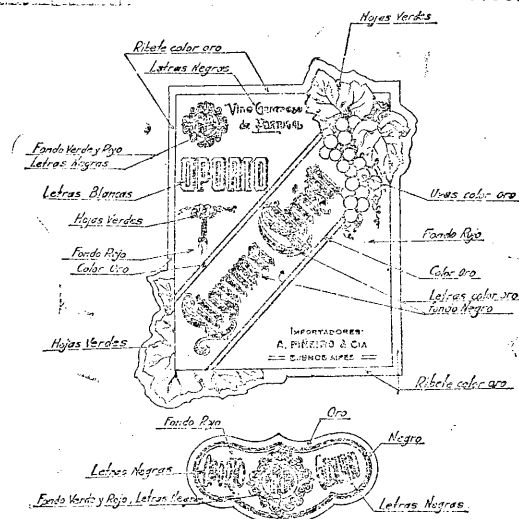 Hojas Verdes
Ribete color oro
Letras Negras
Vino Generoso
de Portugal
Fondo Verde y Rojo
Letras Negras
OPORTO
Letras Blancas
Uvas color oro
Hojas Verdes
Fondo Rojo
Fondo Rojo
Color Oro
Color Oro
Letras color oro
Fondo Negro
IMPORTADORES:
A. PIÑEIRO & CIA
BUENOS AIRES
Hojas Verdes
Ribete color oro
Fondo Rojo
Oro
Negro
Letras Negras
Fondo Verde y Rojo, Letras Negras
Letras Negras